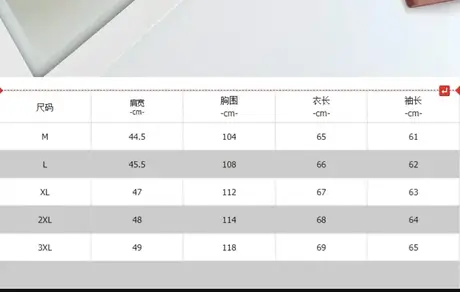 尺码 肩宽 -cm- 胸围 -cm- 衣长 -cm- 袖长 -cm-
M 44.5 104 65 61
L 45.5 108 66 62
XL 47 112 67 63
2XL 48 114 68 64
3XL 49 118 69 65